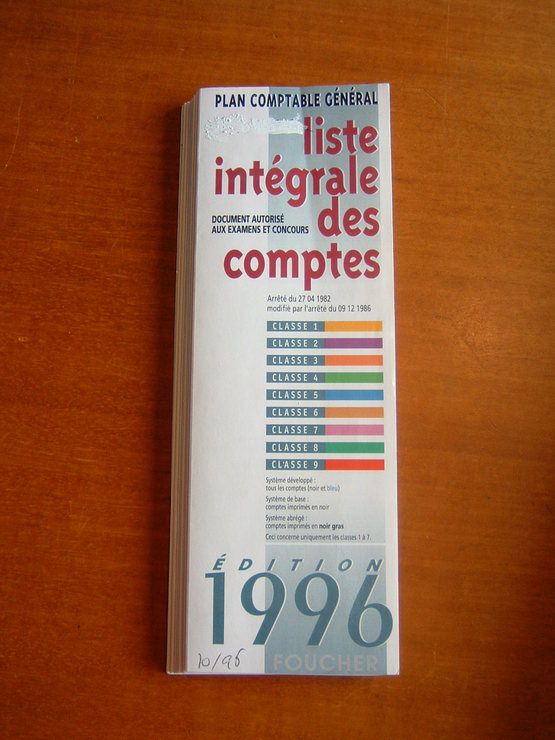 PLAN COMPTABLE GÉNÉRAL
liste
intégrale
DOCUMENT AUTORISÉ
AUX EXAMENS ET CONCOURS
des
comptes
Arrêté du 27 04 1982
modifié par l'arrêté du 09 12 1986
CLASSE 1
CLASSE 2
CLASSE 3
CLASSE 4
CLASSE 5
CLASSE 6
CLASSE 7
CLASSE 8
CLASSE 9
Système développé :
tous les comptes (noir et bleu)
Système de base :
comptes imprimés en noir
Système abrégé :
comptes imprimés en noir gras
Ceci concerne uniquement les classes 1 à 7.
ÉDITION
1996
10/96
FOUCHER